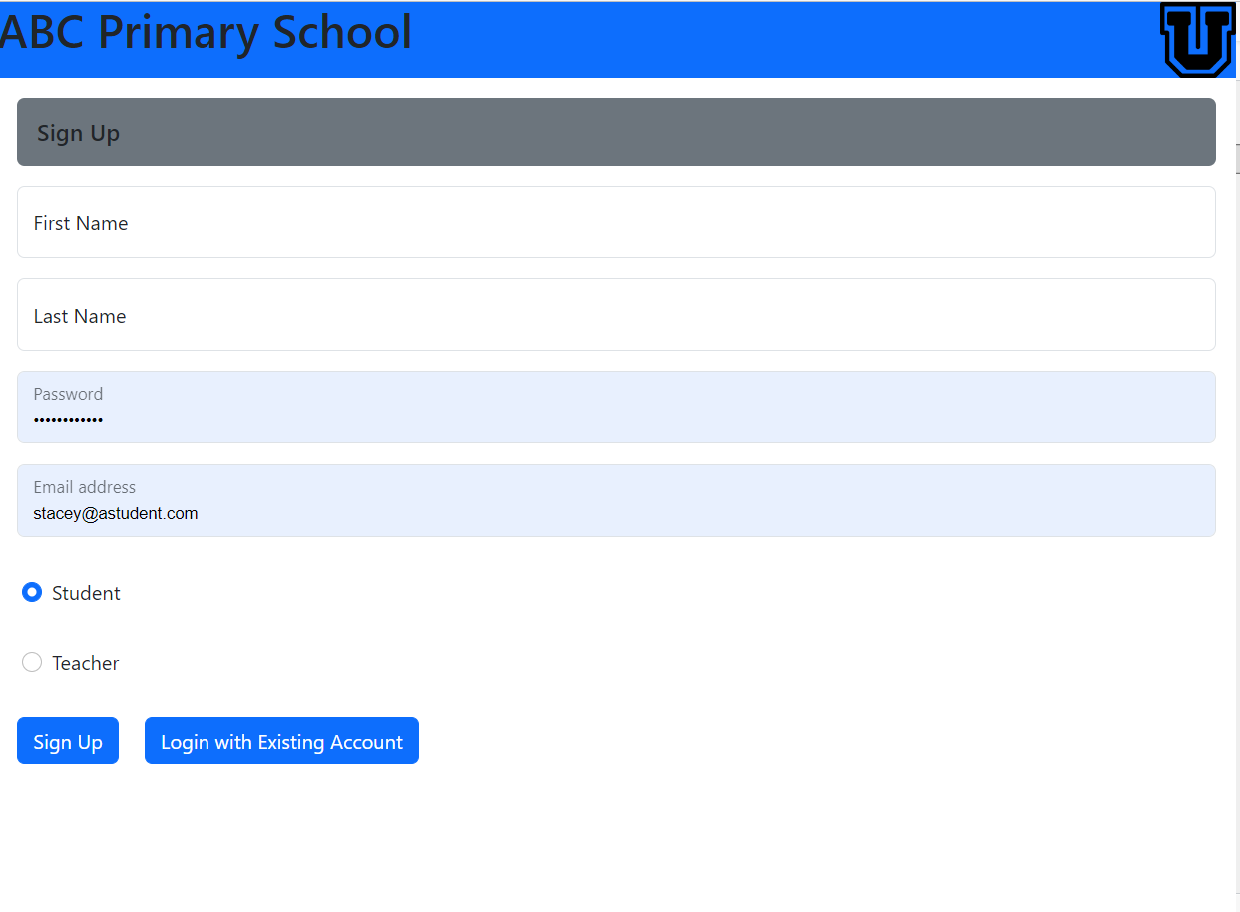 ABC Primary School
U
Sign Up
First Name
Last Name
Password
••••••••••••
Email address
stacey@astudent.com
Student
Teacher
Sign Up
Login with Existing Account